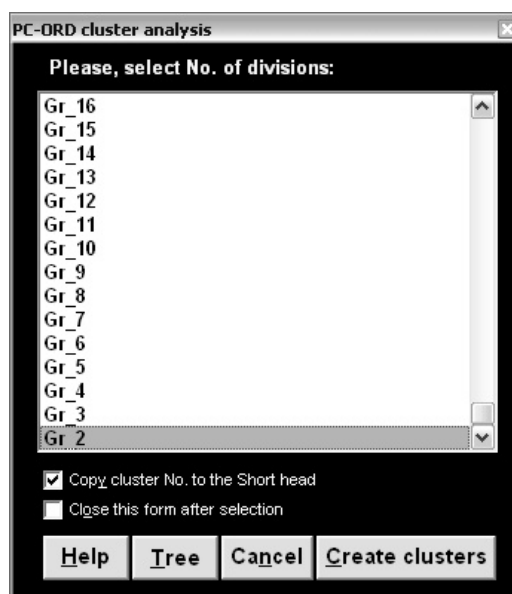 PC-ORD cluster analysis
Please, select No. of divisions:
Gr_16
Gr_15
Gr_14
Gr_13
Gr_12
Gr_11
Gr_10
Gr_9
Gr_8
Gr_7
Gr_6
Gr_5
Gr_4
Gr_3
Gr_2
Copy cluster No. to the Short head
Close this form after selection
Help Tree Cancel Create clusters